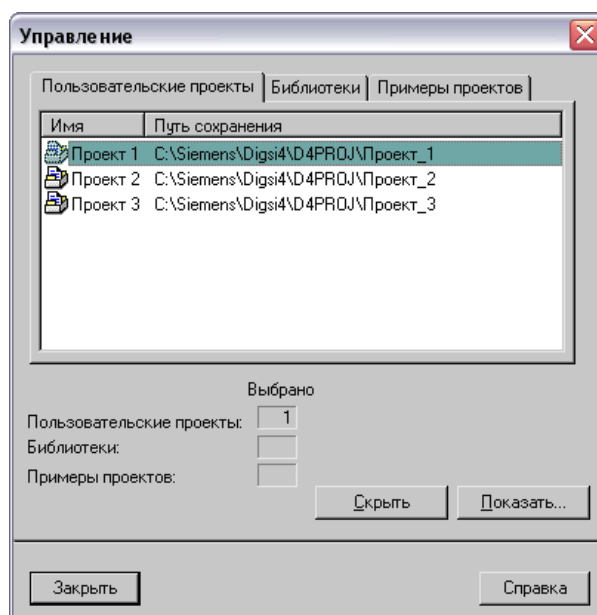 Управление
Пользовательские проекты Библиотеки Примеры проектов
Имя Путь сохранения
Проект 1 C:\Siemens\Digsi4\D4PROJ\Проект_1
Проект 2 C:\Siemens\Digsi4\D4PROJ\Проект_2
Проект 3 C:\Siemens\Digsi4\D4PROJ\Проект_3
Выбрано
Пользовательские проекты: 1
Библиотеки:
Примеры проектов:
Скрыть Показать...
Закрыть Справка